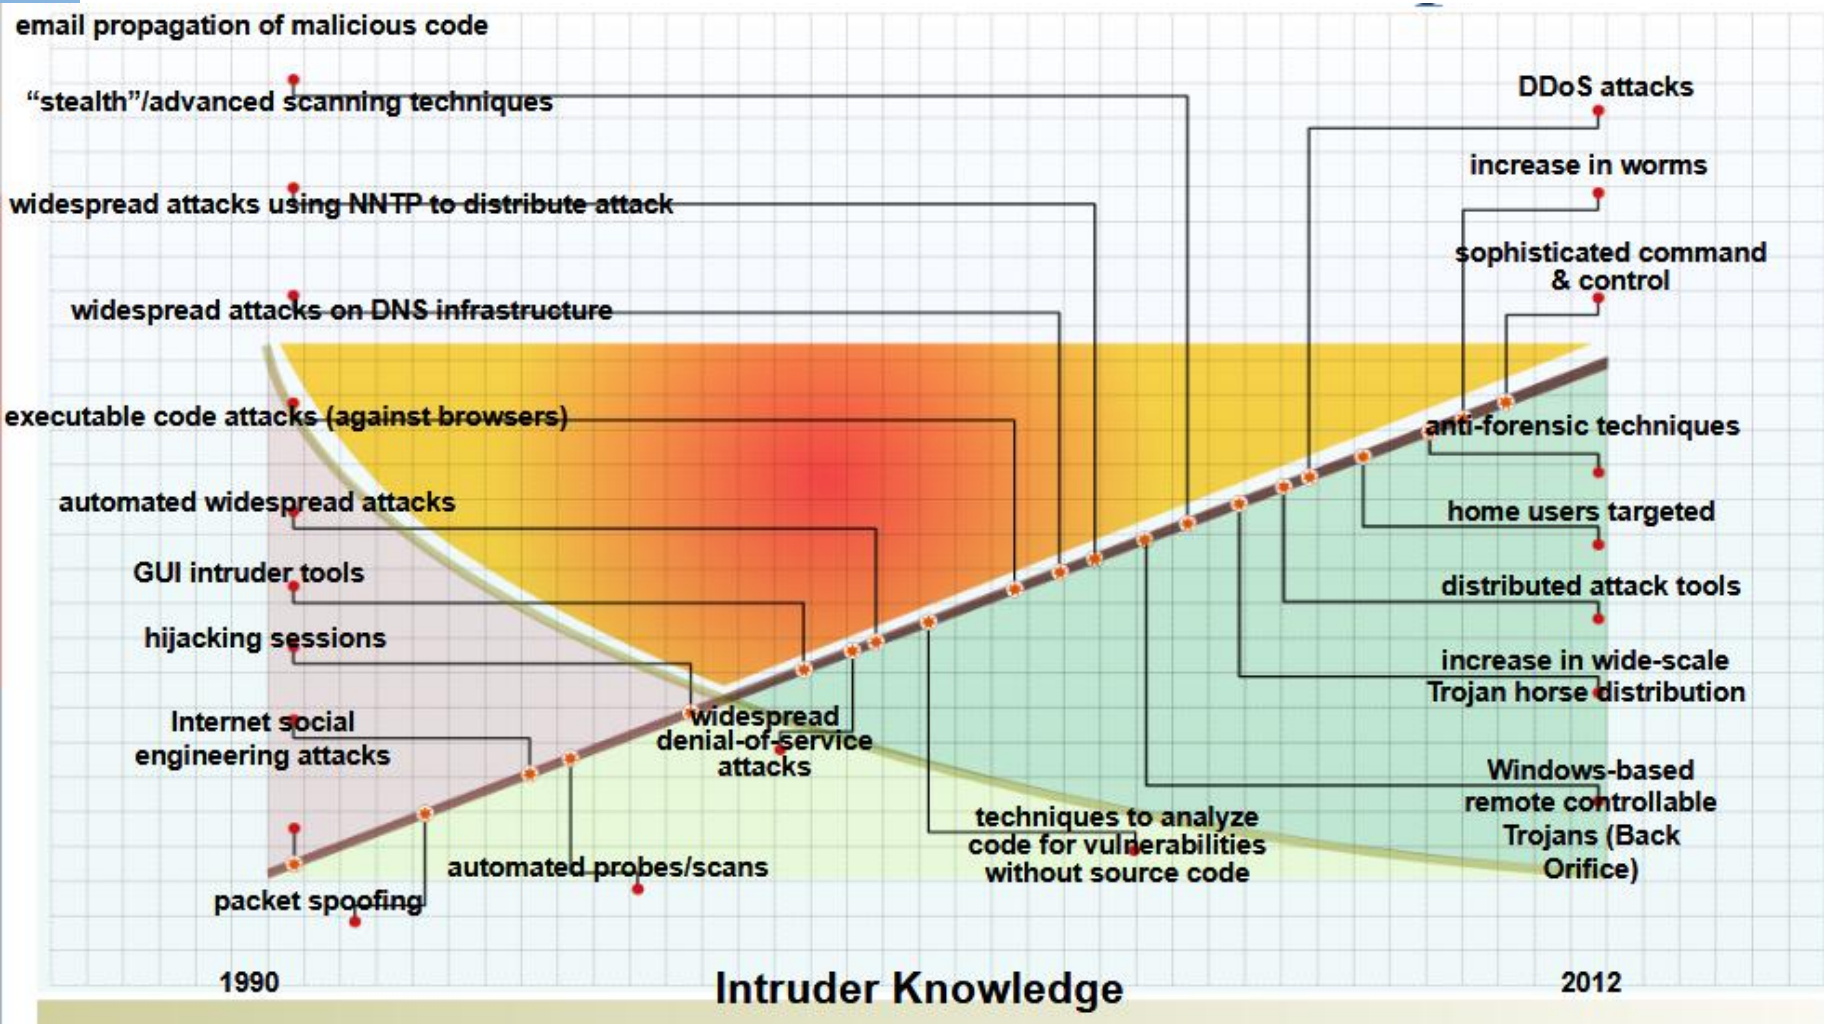 email propagation of malicious code
“stealth”/advanced scanning techniques
widespread attacks using NNTP to distribute attack
widespread attacks on DNS infrastructure
executable code attacks (against browsers)
automated widespread attacks
GUI intruder tools
hijacking sessions
Internet social
engineering attacks
packet spoofing
automated probes/scans
widespread
denial-of-service
attacks
techniques to analyze
code for vulnerabilities
without source code
DDoS attacks
increase in worms
sophisticated command
& control
anti-forensic techniques
home users targeted
distributed attack tools
increase in wide-scale
Trojan horse distribution
Windows-based
remote controllable
Trojans (Back
Orifice)
1990
Intruder Knowledge
2012